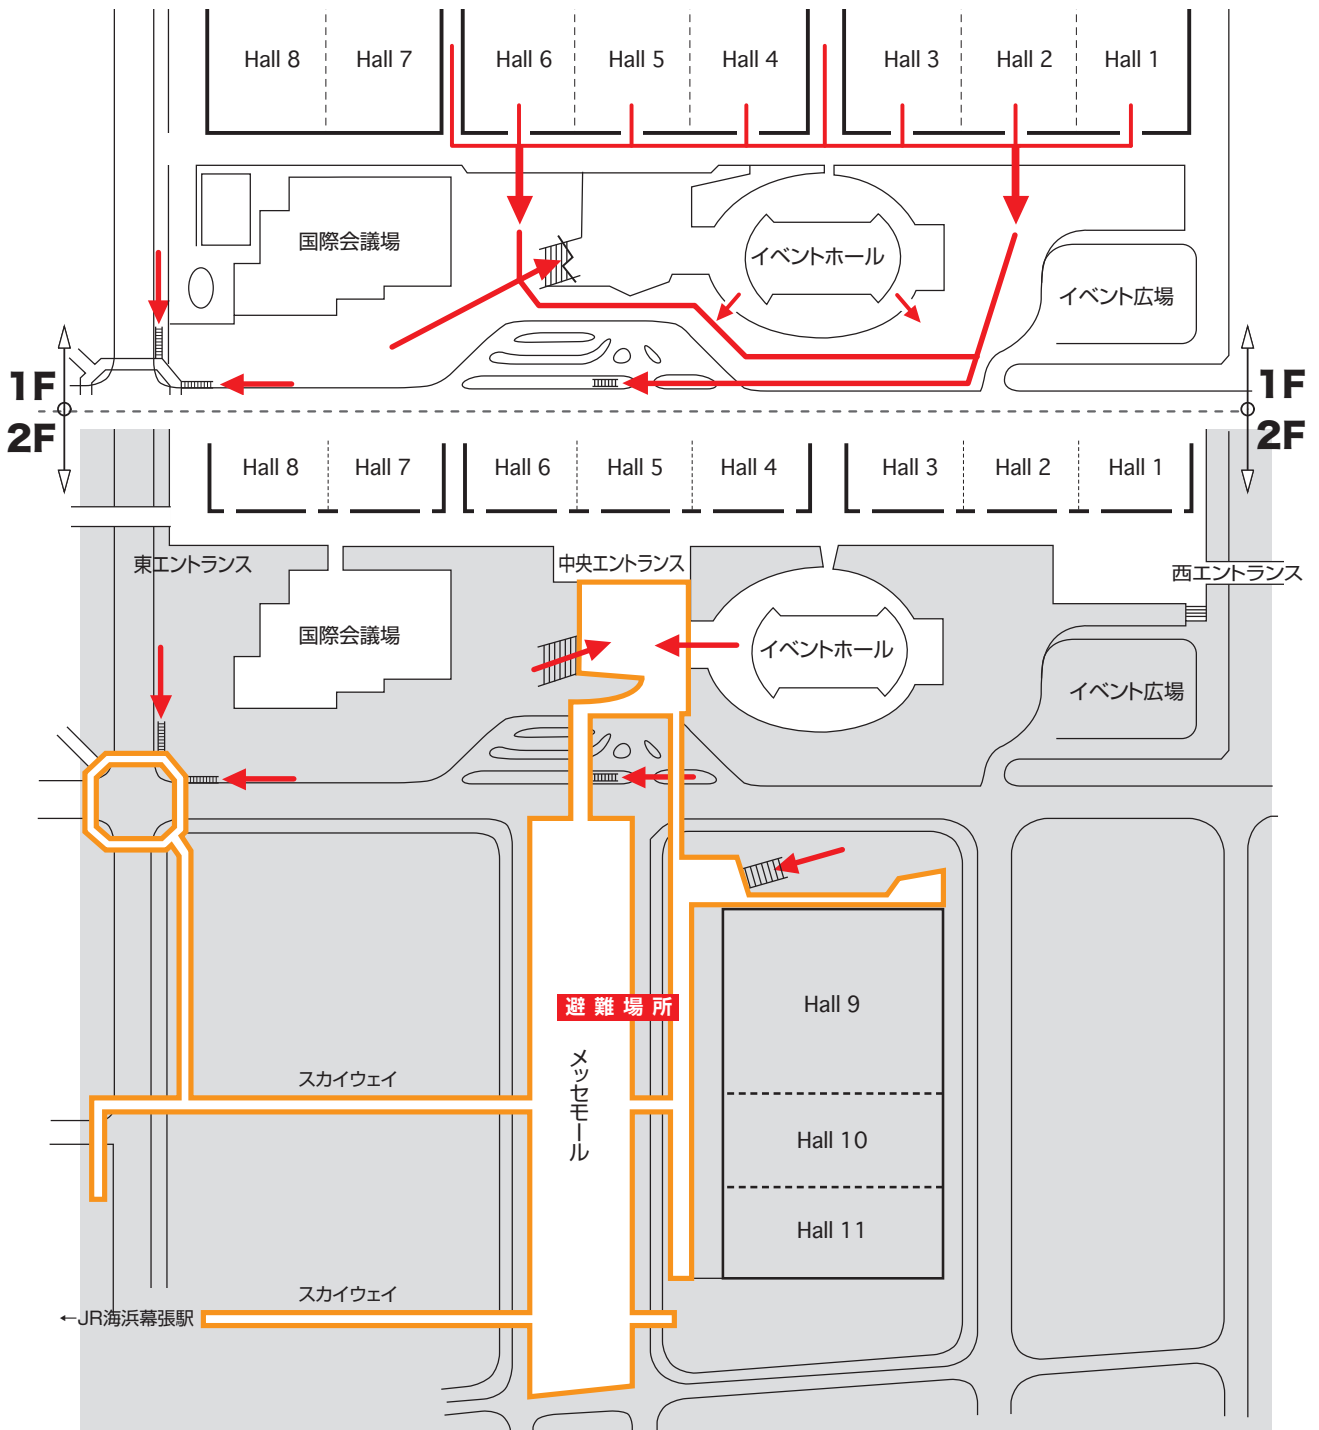 Hall 8
Hall 7
Hall 6
Hall 5
Hall 4
Hall 3
Hall 2
Hall 1
国際会議場
イベントホール
イベント広場
1F
1F
2F
2F
Hall 8
Hall 7
Hall 6
Hall 5
Hall 4
Hall 3
Hall 2
Hall 1
東エントランス
中央エントランス
西エントランス
国際会議場
イベントホール
イベント広場
避難場所
Hall 9
メッセモール
スカイウェイ
Hall 10
Hall 11
スカイウェイ
←JR海浜幕張駅